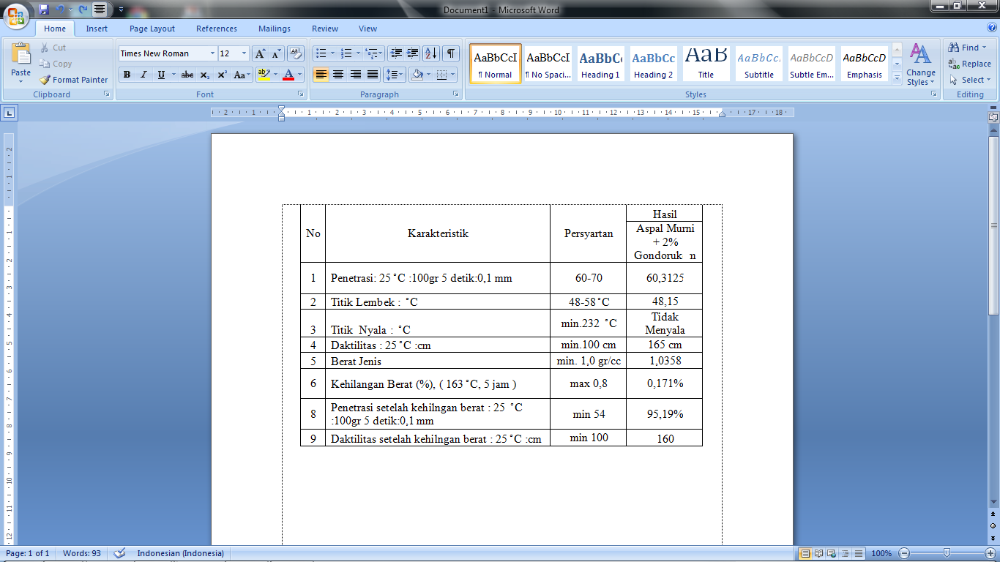 Document1 - Microsoft Word
Home Insert Page Layout References Mailings Review View
Paste
Cut
Copy
Format Painter
Clipboard
Times New Roman 12
Font
Paragraph
AaBbCcI AaBbCcI AaBbCc AaBbCc AaB AaBbCc. AaBbCcD AaBbCcD
¶ Normal ¶ No Spaci... Heading 1 Heading 2 Title Subtitle Subtle Em... Emphasis
Change Styles
Styles
Find
Replace
Select
Editing
2 1 1 2 3 4 5 6 7 8 9 10 11 12 13 14 15 17 18
No Karakteristik Persyartan Hasil
Aspal Murni
+ 2%
Gondoruk n
1 Penetrasi: 25 ˚C :100gr 5 detik:0,1 mm 60-70 60,3125
2 Titik Lembek : ˚C 48-58˚C 48,15
3 Titik Nyala : ˚C min.232 ˚C Tidak
Menyala
4 Daktilitas : 25 ˚C :cm min.100 cm 165 cm
5 Berat Jenis min. 1,0 gr/cc 1,0358
6 Kehilangan Berat (%), ( 163 ˚C, 5 jam ) max 0,8 0,171%
8 Penetrasi setelah kehilngan berat : 25 ˚C
:100gr 5 detik:0,1 mm min 54 95,19%
9 Daktilitas setelah kehilngan berat : 25 ˚C :cm min 100 160
Page: 1 of 1 Words: 93 Indonesian (Indonesia) 100%